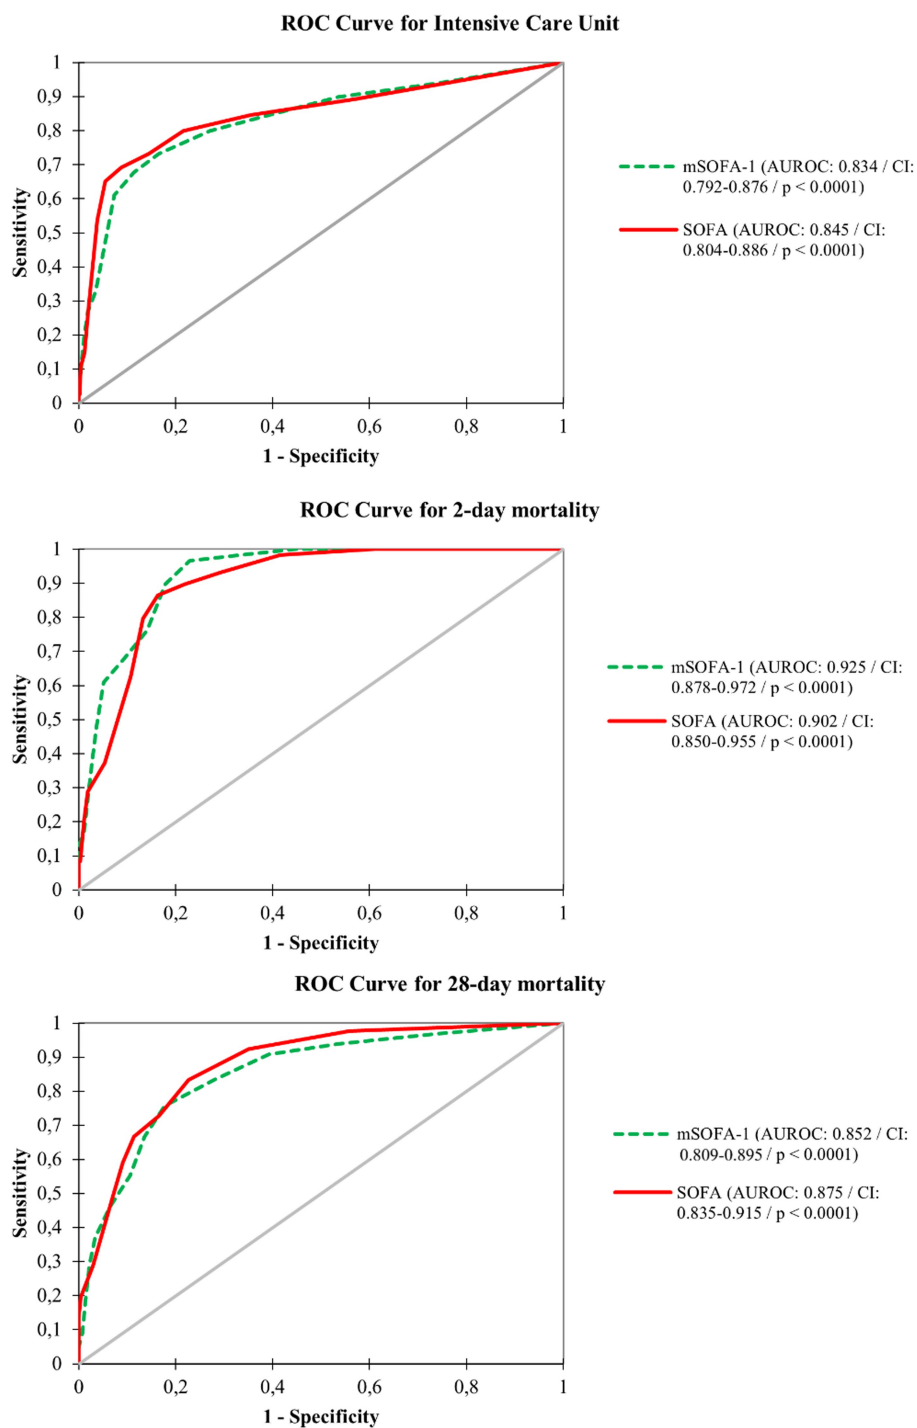 ROC Curve for Intensive Care Unit
1
0,9
0,8
0,7
0,6
0,5
0,4
0,3
0,2
0,1
0
Sensitivity
0
0,2
0,4
0,6
0,8
1
1 - Specificity
mSOFA-1 (AUROC: 0.834 / CI:
0.792-0.876 / p < 0.0001)
SOFA (AUROC: 0.845 / CI:
0.804-0.886 / p < 0.0001)
ROC Curve for 2-day mortality
1
0,9
0,8
0,7
0,6
0,5
0,4
0,3
0,2
0,1
0
Sensitivity
0
0,2
0,4
0,6
0,8
1
1 - Specificity
mSOFA-1 (AUROC: 0.925 / CI:
0.878-0.972 / p < 0.0001)
SOFA (AUROC: 0.902 / CI:
0.850-0.955 / p < 0.0001)
ROC Curve for 28-day mortality
1
0,9
0,8
0,7
0,6
0,5
0,4
0,3
0,2
0,1
0
Sensitivity
0
0,2
0,4
0,6
0,8
1
1 - Specificity
mSOFA-1 (AUROC: 0.852 / CI:
0.809-0.895 / p < 0.0001)
SOFA (AUROC: 0.875 / CI:
0.835-0.915 / p < 0.0001)